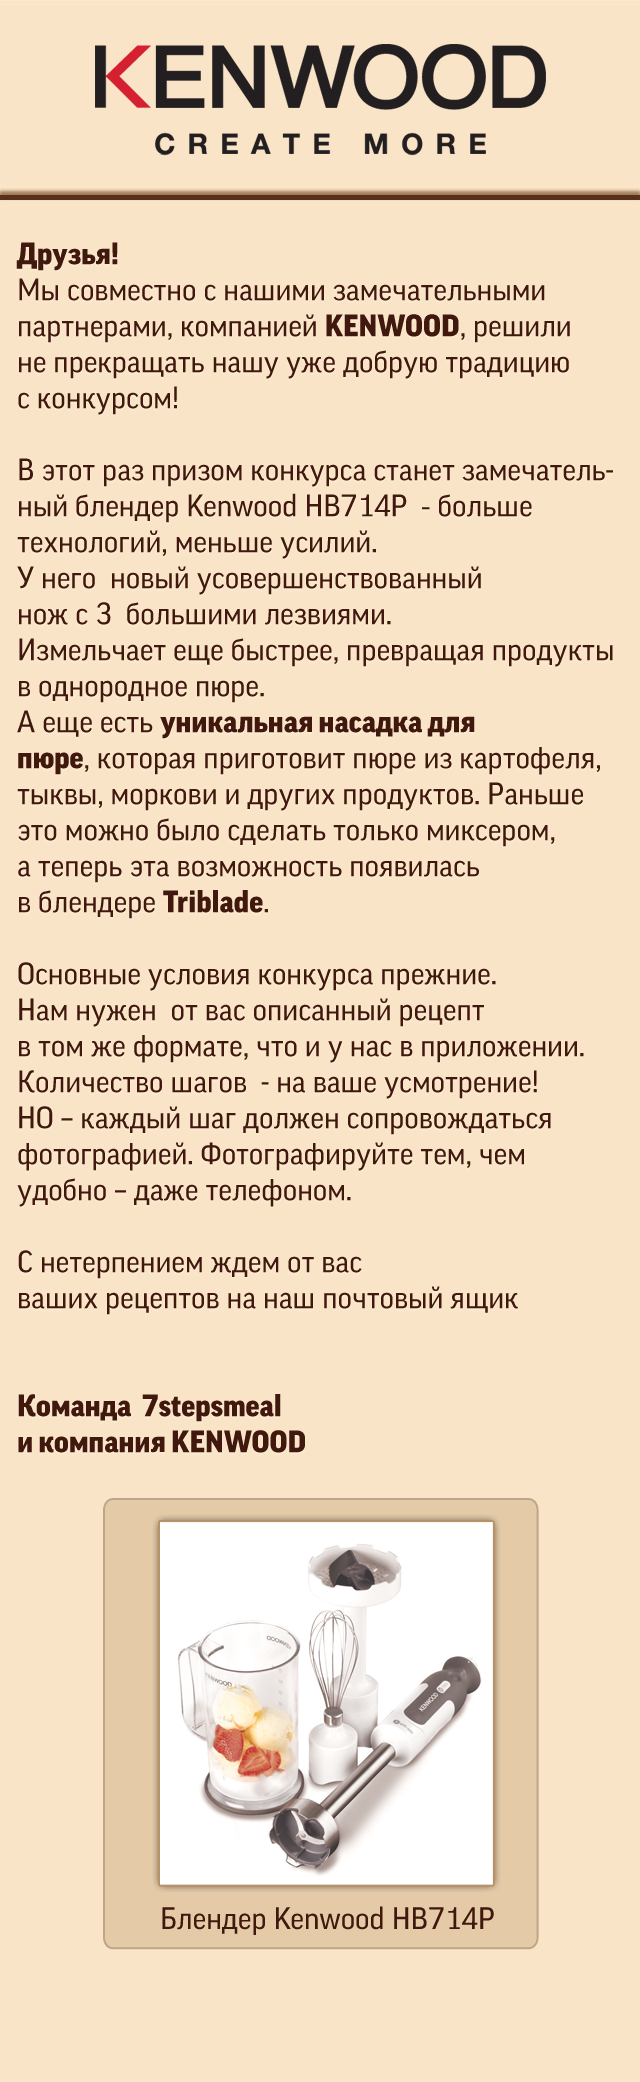 KENWOOD
CREATE MORE
Друзья!
Мы совместно с нашими замечательными
партнерами, компанией KENWOOD, решили
не прекращать нашу уже добрую традицию
с конкурсом!
В этот раз призом конкурса станет замечатель-
ный блендер Kenwood HB714P - больше
технологий, меньше усилий.
У него новый усовершенствованный
нож с 3 большими лезвиями.
Измельчает еще быстрее, превращая продукты
в однородное пюре.
А еще есть уникальная насадка для
пюре, которая приготовит пюре из картофеля,
тыквы, моркови и других продуктов. Раньше
это можно было сделать только миксером,
а теперь эта возможность появилась
в блендере Triblade.
Основные условия конкурса прежние.
Нам нужен от вас описанный рецепт
в том же формате, что и у нас в приложении.
Количество шагов - на ваше усмотрение!
НО – каждый шаг должен сопровождаться
фотографией. Фотографируйте тем, чем
удобно – даже телефоном.
С нетерпением ждем от вас
ваших рецептов на наш почтовый ящик
Команда 7stepsmeal
и компания KENWOOD
KENWOOD
KENWOOD
KENWOOD
Блендер Kenwood HB714P